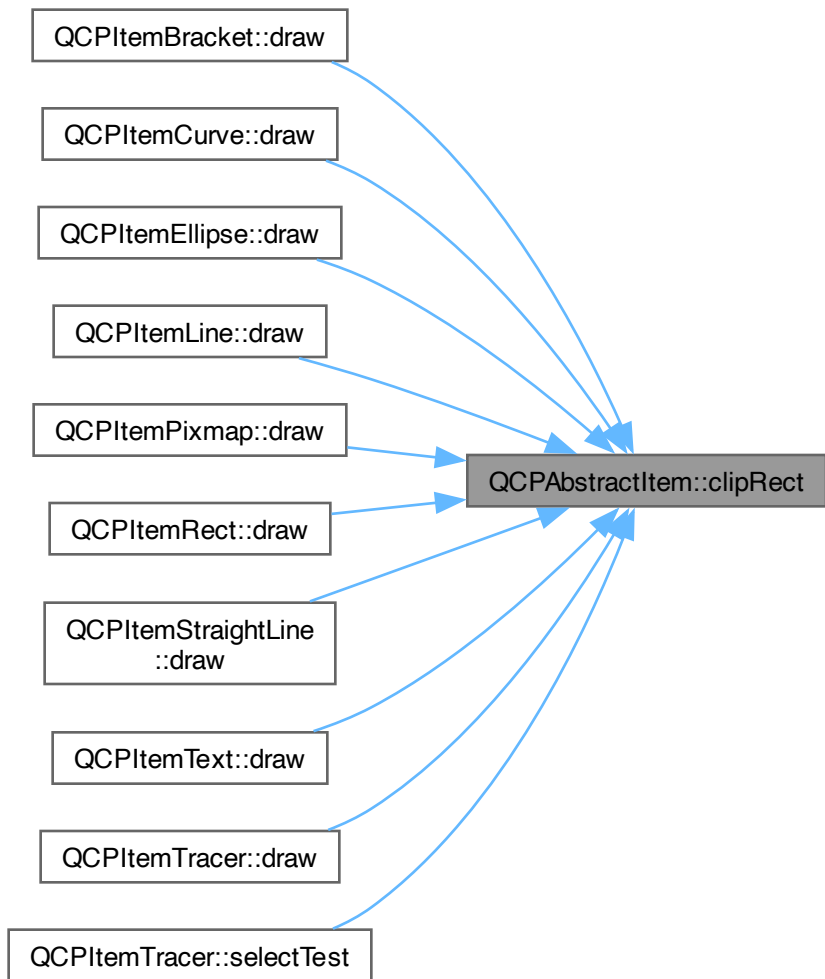 QCPItemBracket::draw
QCPItemCurve::draw
QCPItemEllipse::draw
QCPItemLine::draw
QCPItemPixmap::draw
QCPAbstractItem::clipRect
QCPItemRect::draw
QCPItemStraightLine
::draw
QCPItemText::draw
QCPItemTracer::draw
QCPItemTracer::selectTest